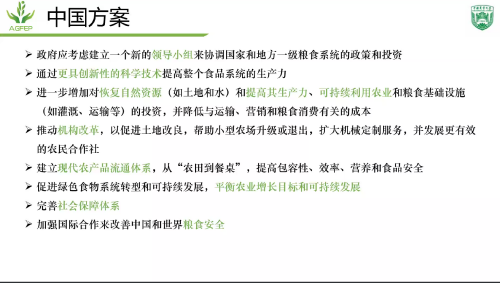 AGFEP
中国方案
政府应考虑建立一个新的领导小组来协调国家和地方一级粮食系统的政策和投资
通过更具创新性的科学技术提高整个食品系统的生产力
进一步增加对恢复自然资源（如土地和水）和提高其生产力、可持续利用农业和粮食基础设施
（如灌溉、运输等）的投资，并降低与运输、营销和粮食消费有关的成本
推动机构改革，以促进土地改良，帮助小型农场升级或退出，扩大机械定制服务，并发展更有效
的农民合作社
建立现代农产品流通体系，从“农田到餐桌”，提高包容性、效率、营养和食品安全
促进绿色食物系统转型和可持续发展，平衡农业增长目标和可持续发展
完善社会保障体系
加强国际合作来改善中国和世界粮食安全